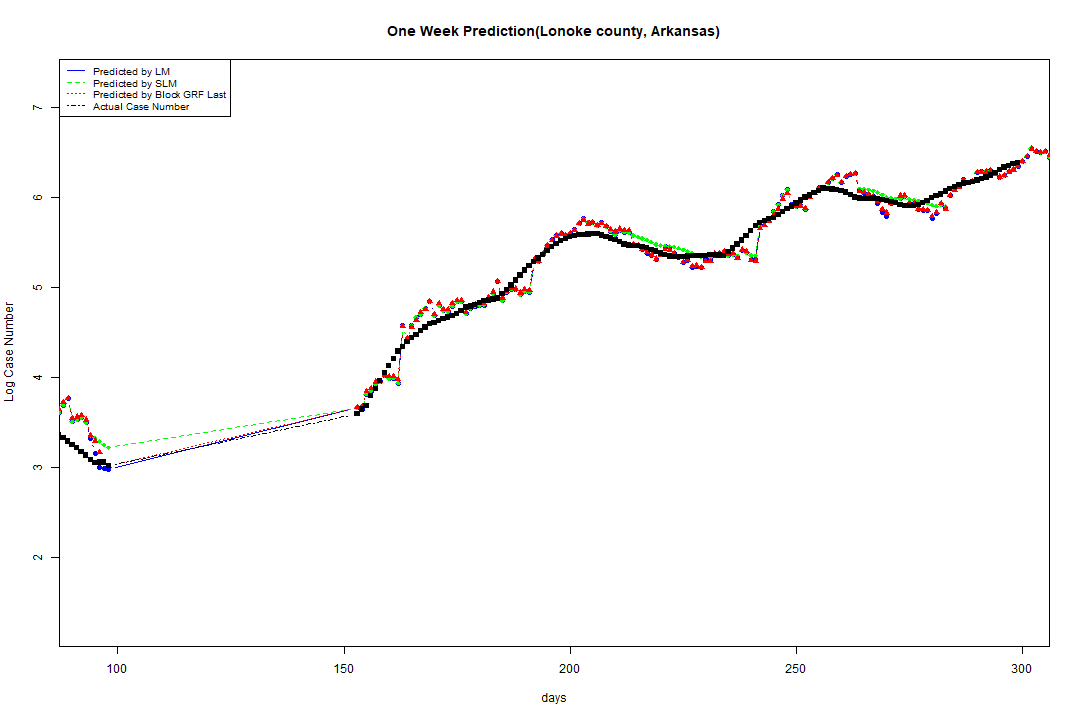 One Week Prediction(Lonoke county, Arkansas)
Predicted by LM
Predicted by SLM
Predicted by Block GRF Last
Actual Case Number
7
6
5
4
3
2
Log Case Number
100 150 200 250 300
days